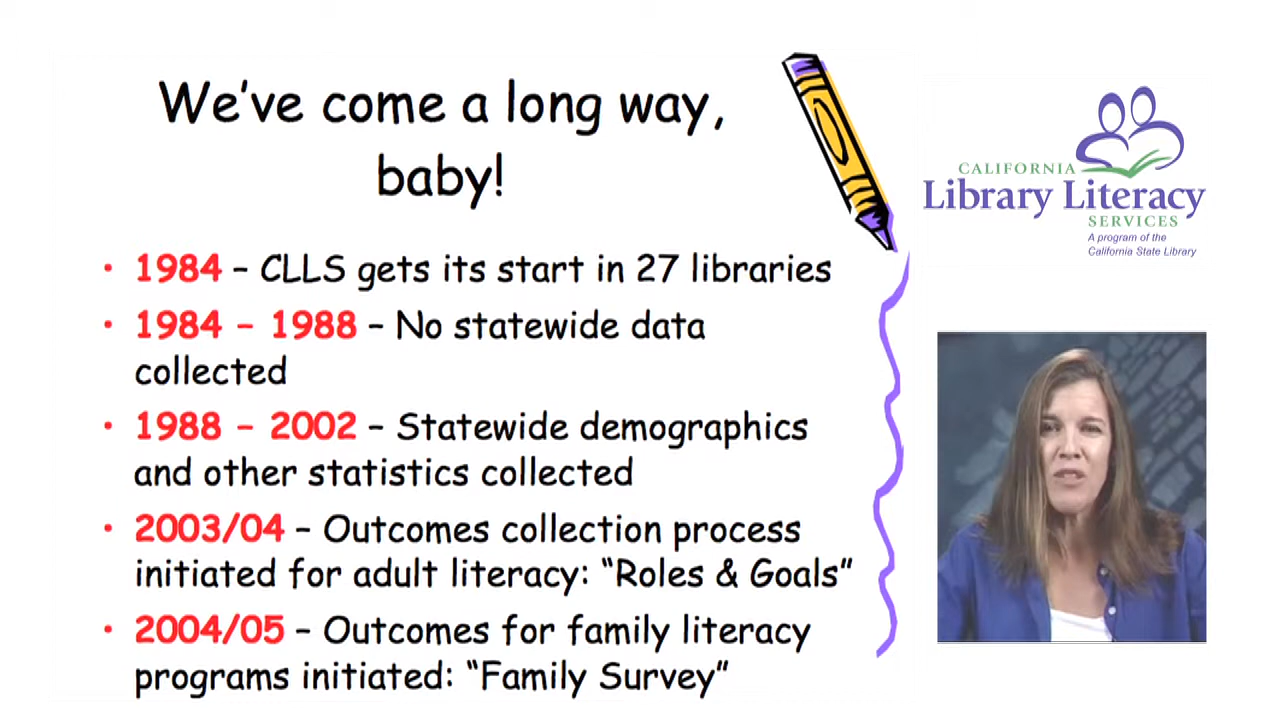 We've come a long way,
baby!
• 1984 – CLLS gets its start in 27 libraries
• 1984 – 1988 – No statewide data
collected
• 1988 – 2002 – Statewide demographics
and other statistics collected
• 2003/04 – Outcomes collection process
initiated for adult literacy: “Roles & Goals”
• 2004/05 – Outcomes for family literacy
programs initiated: “Family Survey”
CALIFORNIA
Library Literacy
SERVICES
A program of the
California State Library